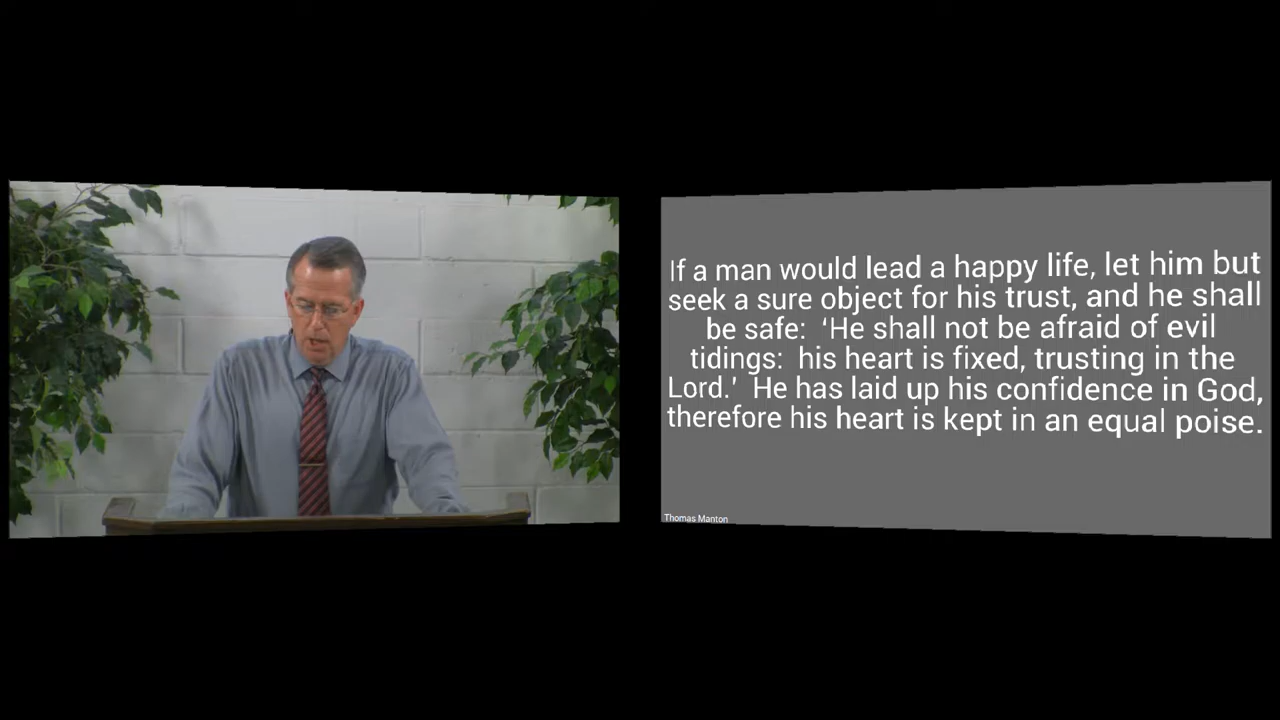 If a man would lead a happy life, let him but
seek a sure object for his trust, and he shall
be safe:  ‘He shall not be afraid of evil
tidings:  his heart is fixed, trusting in the
Lord.’  He has laid up his confidence in God,
therefore his heart is kept in an equal poise.
Thomas Manton